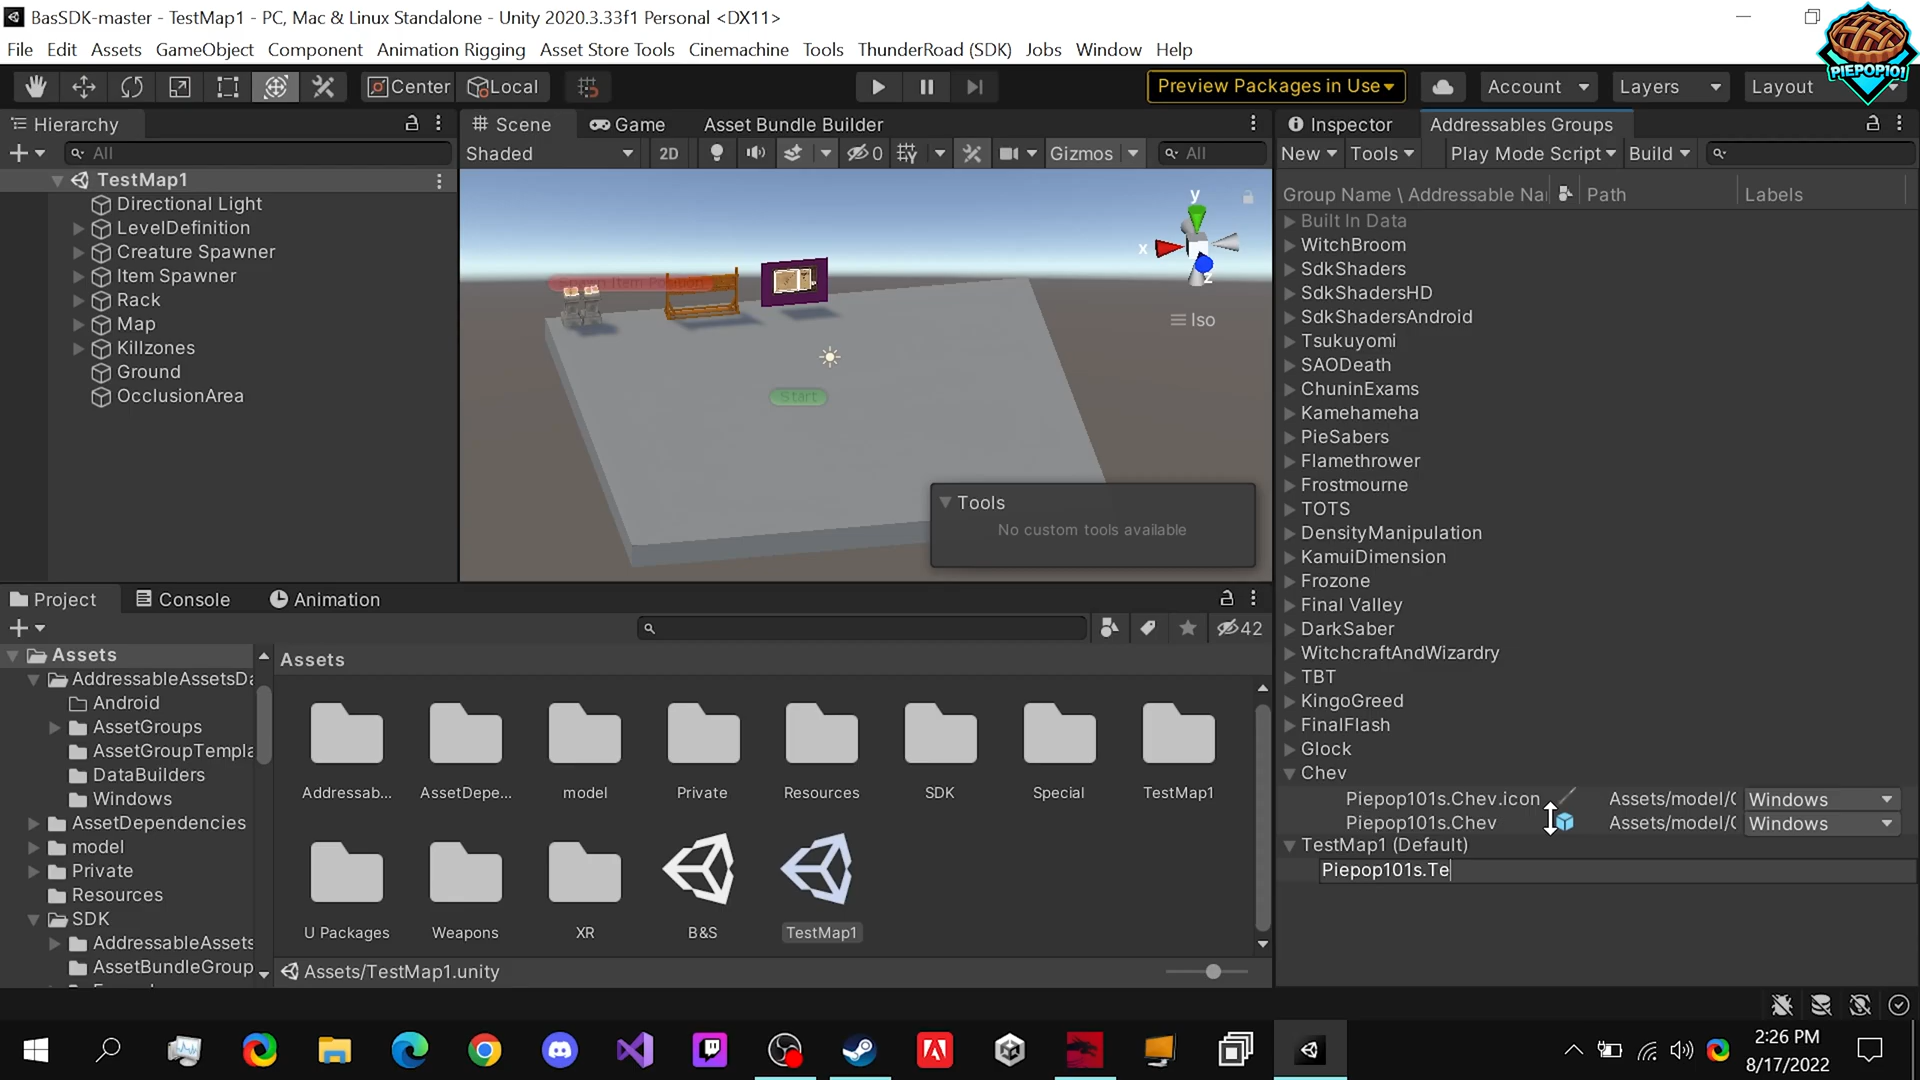 BasSDK-master - TestMap1 - PC, Mac & Linux Standalone - Unity 2020.3.33f1 Personal <DX11>
File Edit Assets GameObject Component Animation Rigging Asset Store Tools Cinemachine Tools ThunderRoad (SDK) Jobs Window Help
PIEPOP101
Center Local Preview Packages in Use Account Layers Layout
Hierarchy
All
TestMap1
Directional Light
LevelDefinition
Creature Spawner
Item Spawner
Rack
Map
Killzones
Ground
OcclusionArea
Scene Game Asset Bundle Builder
Shaded 2D 0 Gizmos All
Spawn Item Position
Start
y
x
z
Iso
Tools
No custom tools available
Inspector Addressables Groups
New Tools Play Mode Script Build
Group Name \ Addressable Na Path Labels
Built In Data
WitchBroom
SdkShaders
SdkShadersHD
SdkShadersAndroid
Tsukuyomi
SAODeath
ChuninExams
Kamehameha
PieSabers
Flamethrower
Frostmourne
TOTS
DensityManipulation
KamuiDimension
Frozone
Final Valley
DarkSaber
WitchcraftAndWizardry
TBT
KingoGreed
FinalFlash
Glock
Chev
Piepop101s.Chev.icon Assets/model/( Windows
Piepop101s.Chev Assets/model/( Windows
TestMap1 (Default)
Piepop101s.Te
Project Console Animation
42
Assets
AddressableAssetsDa
Android
AssetGroups
AssetGroupTempla
DataBuilders
Windows
AssetDependencies
model
Private
Resources
SDK
AddressableAssets
AssetBundleGroup
Assets
Addressab... AssetDepe... model Private Resources SDK Special TestMap1
U Packages Weapons XR B&S TestMap1
Assets/TestMap1.unity
2:26 PM
8/17/2022